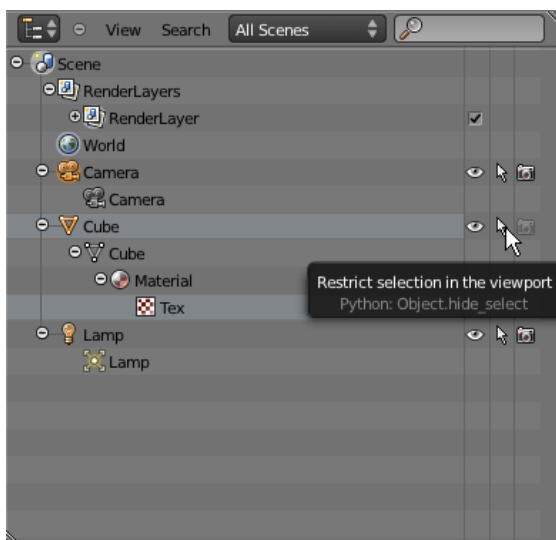 View Search All Scenes
Scene
RenderLayers
RenderLayer
World
Camera
Camera
Cube
Cube
Material
Restrict selection in the viewport
Python: Object.hide_select
Tex
Lamp
Lamp